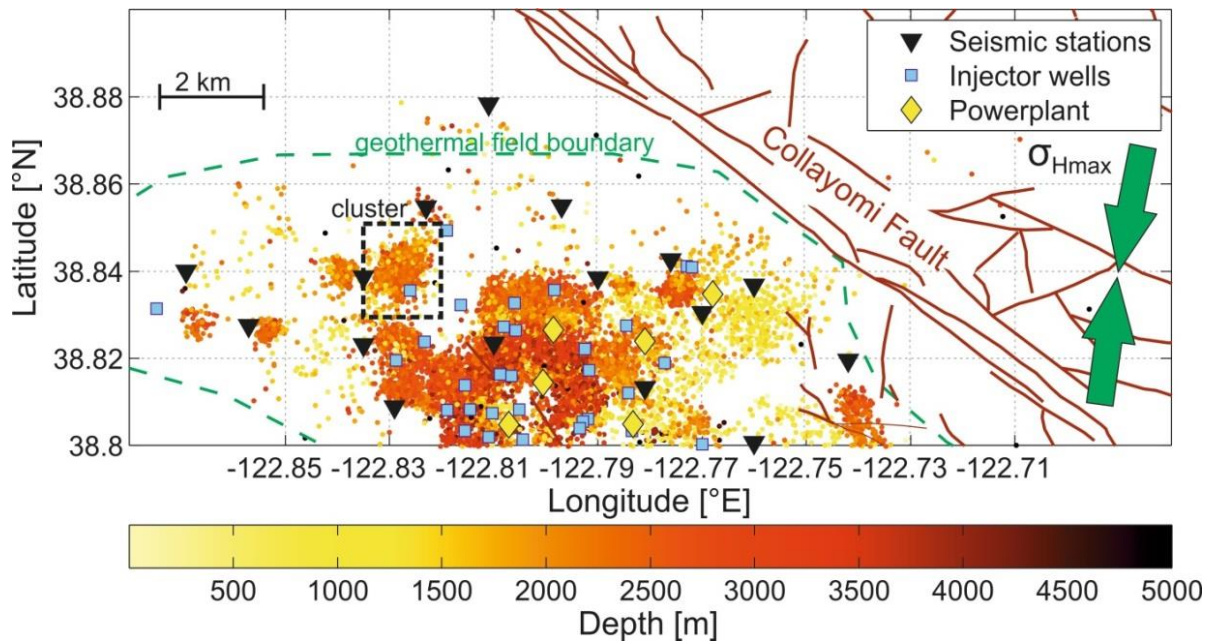 Seismic stations
Injector wells
Powerplant
2 km
geothermal field boundary
cluster
Collayomi Fault
σHmax
Latitude [°N]
38.88
38.86
38.84
38.82
38.8
-122.85
-122.83
-122.81
-122.79
-122.77
-122.75
-122.73
-122.71
Longitude [°E]
500
1000
1500
2000
2500
3000
3500
4000
4500
5000
Depth [m]